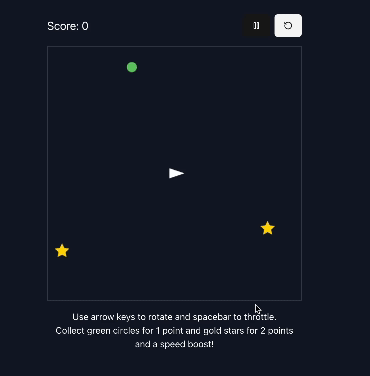 Score: 0
Use arrow keys to rotate and spacebar to throttle.
Collect green circles for 1 point and gold stars for 2 points
and a speed boost!